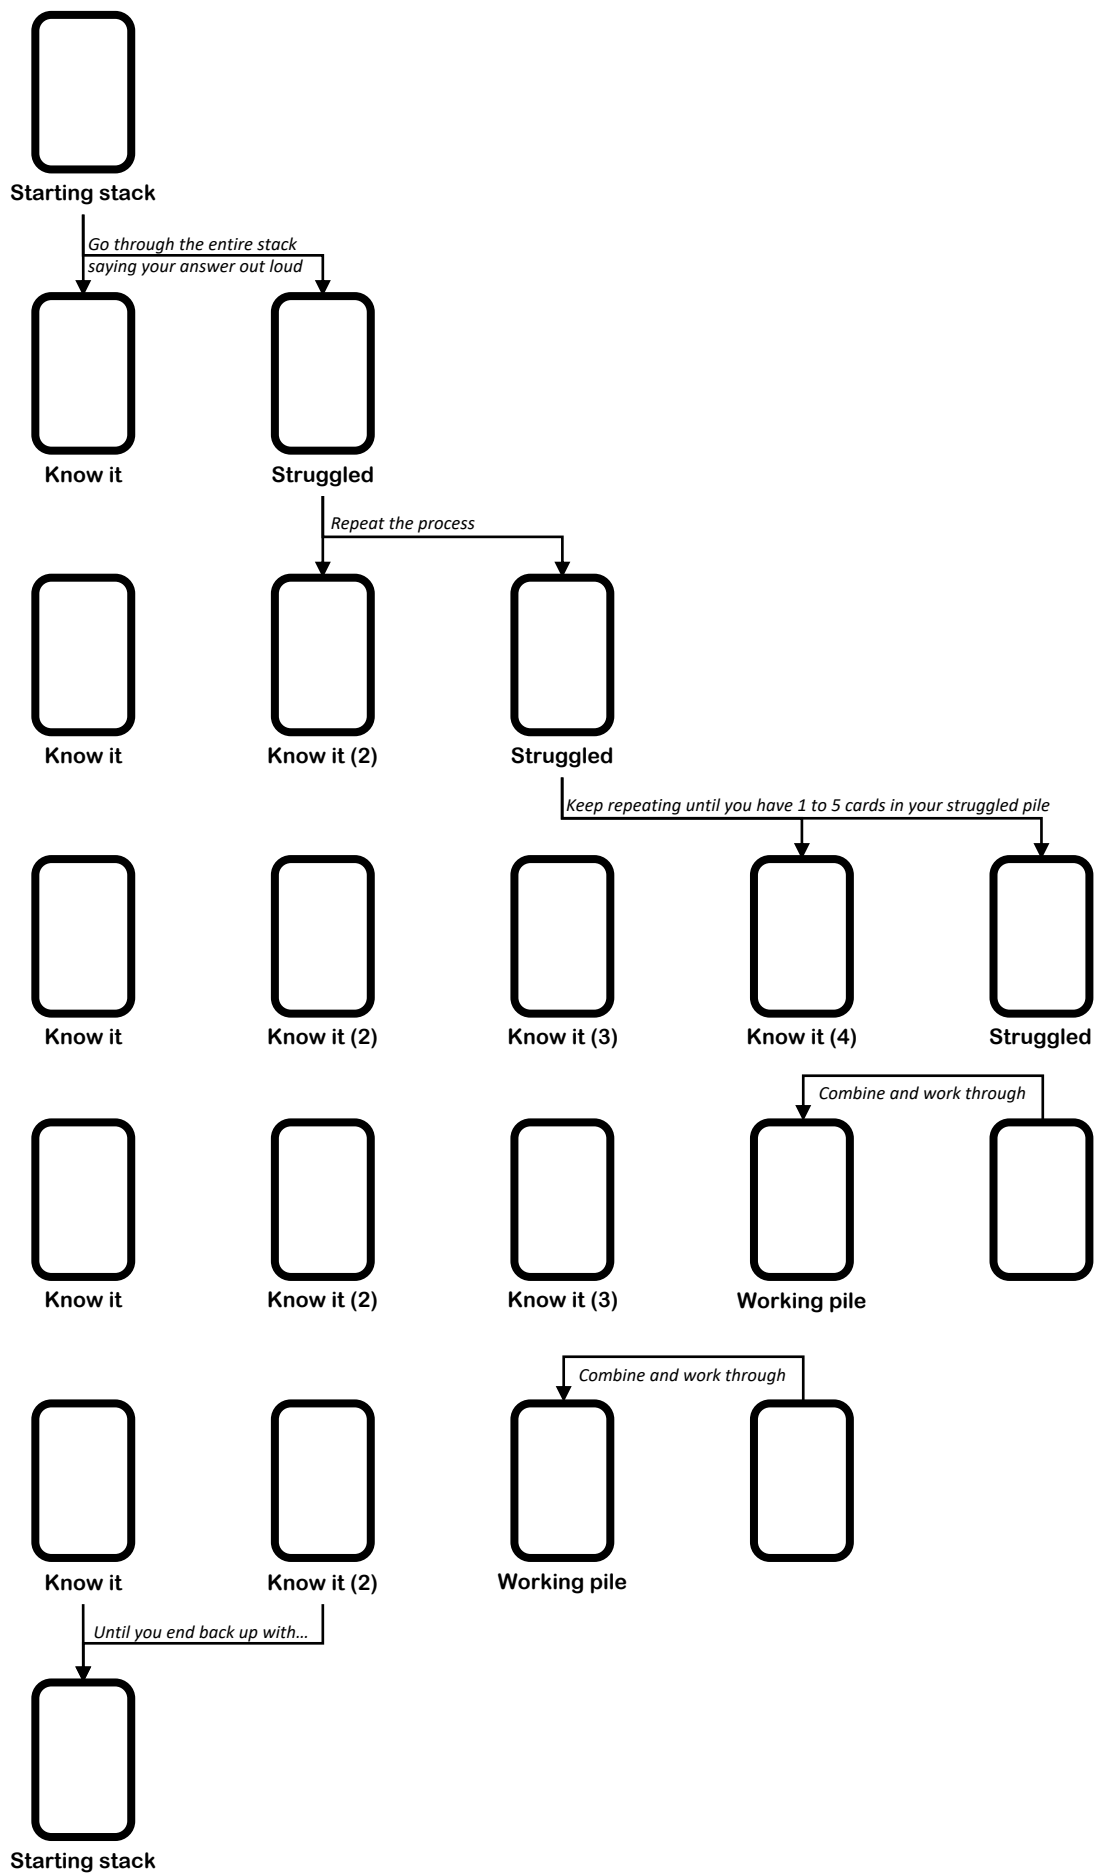 Starting stack
Go through the entire stack
saying your answer out loud
Know it
Struggled
Repeat the process
Know it
Know it (2)
Struggled
Keep repeating until you have 1 to 5 cards in your struggled pile
Know it
Know it (2)
Know it (3)
Know it (4)
Struggled
Combine and work through
Know it
Know it (2)
Know it (3)
Working pile
Combine and work through
Know it
Know it (2)
Working pile
Until you end back up with...
Starting stack